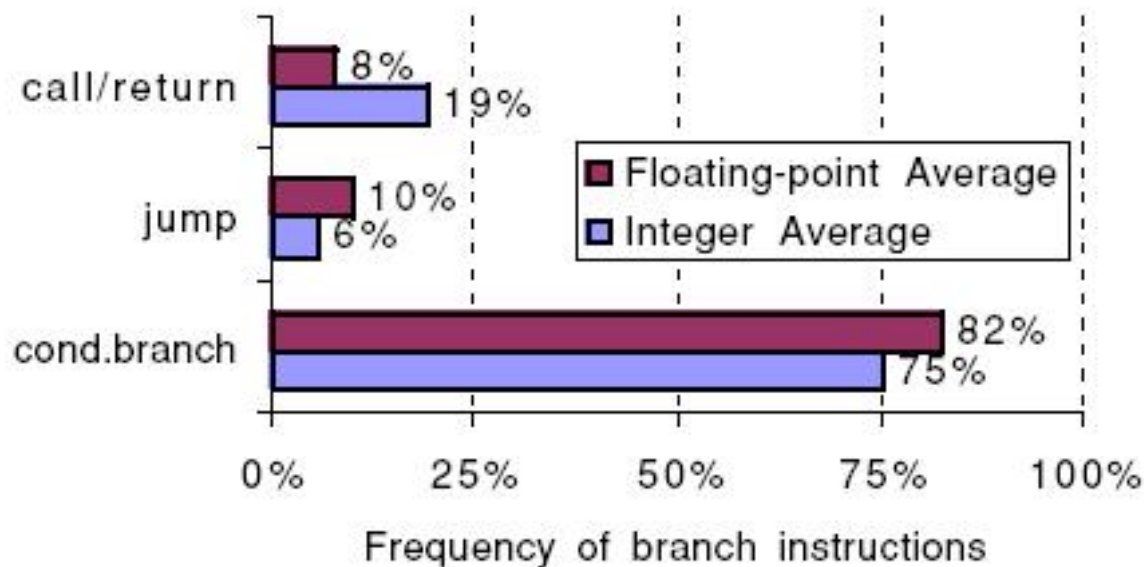 call/return
8%
19%
Floating-point Average
Integer Average
jump
10%
6%
cond.branch
82%
75%
0% 25% 50% 75% 100%
Frequency of branch instructions